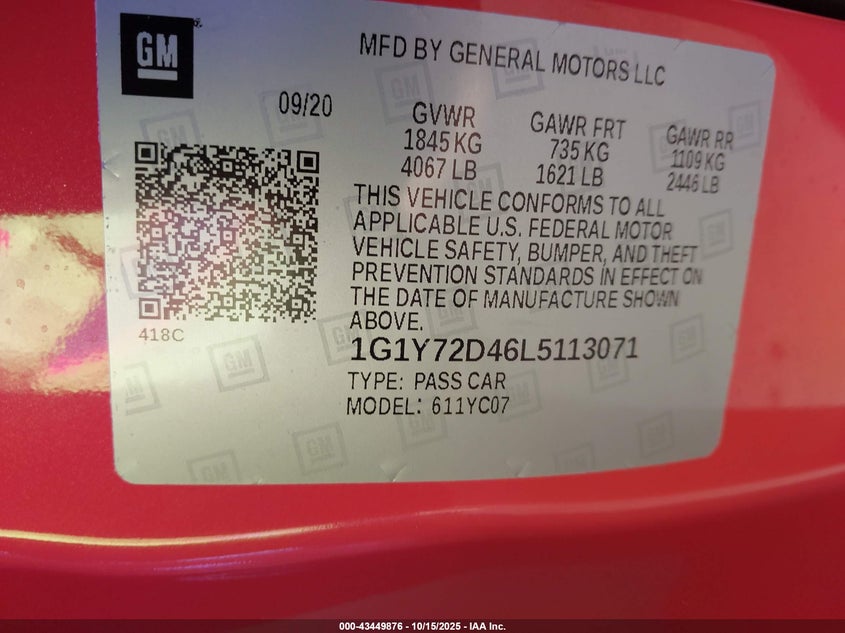 GM
MFD BY GENERAL MOTORS LLC
09/20
GVWR
1845 KG
4067 LB
GAWR FRT
735 KG
1621 LB
GAWR RR
1109 KG
2446 LB
THIS VEHICLE CONFORMS TO ALL
APPLICABLE U.S. FEDERAL MOTOR
VEHICLE SAFETY, BUMPER, AND THEFT
PREVENTION STANDARDS IN EFFECT ON
THE DATE OF MANUFACTURE SHOWN
ABOVE.
418C
1G1Y72D46L5113071
TYPE: PASS CAR
MODEL: 611YC07
000-43449876 - 10/15/2025 - IAA Inc.